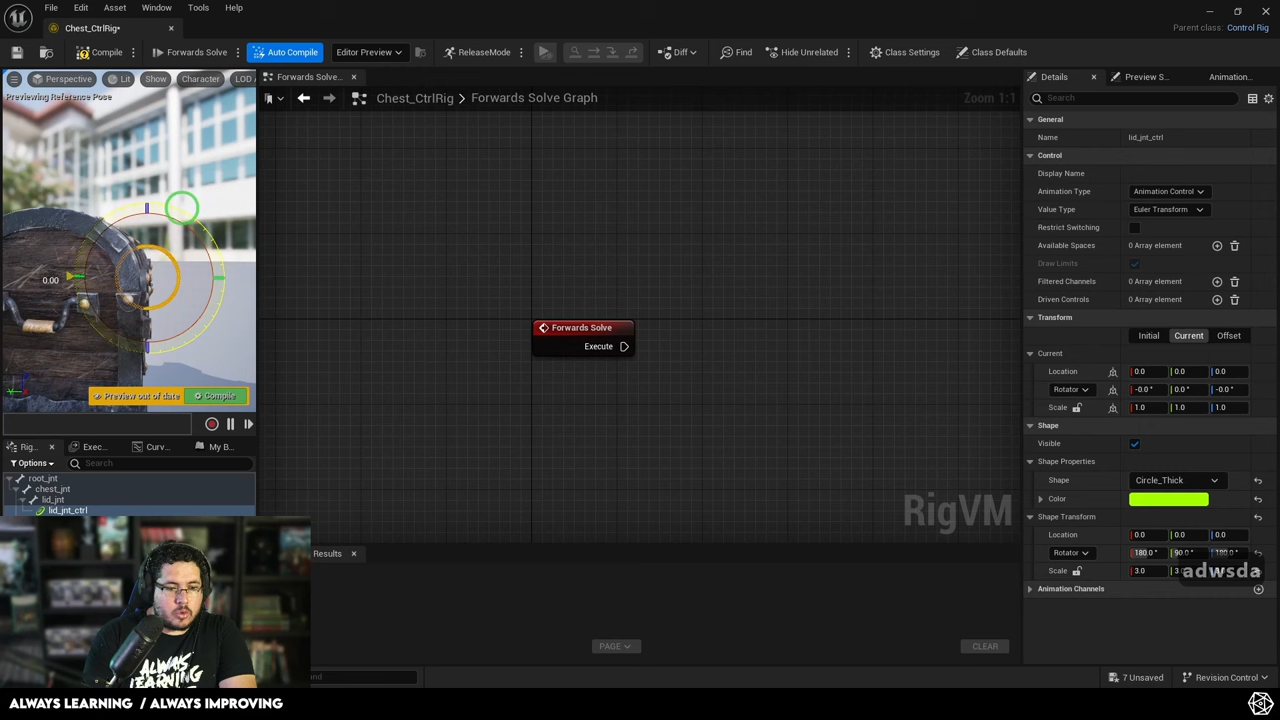 File Edit Asset Window Tools Help
Chest_CtrlRig*
Parent class: Control Rig
Compile Forwards Solve Auto Compile Editor Preview ReleaseMode Diff Find Hide Unrelated Class Settings Class Defaults
Perspective Lit Show Character LOD
Previewing Reference Pose
0.00
Preview out of date Compile
Rig... Exec... Curv... My B...
Options Search
root_jnt
chest_jnt
lid_jnt
lid_jnt_ctrl
Forwards Solve...
Chest_CtrlRig > Forwards Solve Graph
Zoom 1:1
Forwards Solve
Execute
RigVM
Results
PAGE
CLEAR
Details Preview S... Animation...
Search
General
Name lid_jnt_ctrl
Control
Display Name
Animation Type Animation Control
Value Type Euler Transform
Restrict Switching
Available Spaces 0 Array element
Draw Limits
Filtered Channels 0 Array element
Driven Controls 0 Array element
Transform
Initial Current Offset
Current
Location 0.0 0.0 0.0
Rotator -0.0 ° 0.0 ° -0.0 °
Scale 1.0 1.0 1.0
Shape
Visible
Shape Properties
Shape Circle_Thick
Color
Shape Transform
Location 0.0 0.0 0.0
Rotator 180.0 ° 90.0 ° 180.0 °
Scale 3.0
adwsda
Animation Channels
7 Unsaved Revision Control
ALWAYS LEARNING
ALWAYS LEARNING / ALWAYS IMPROVING